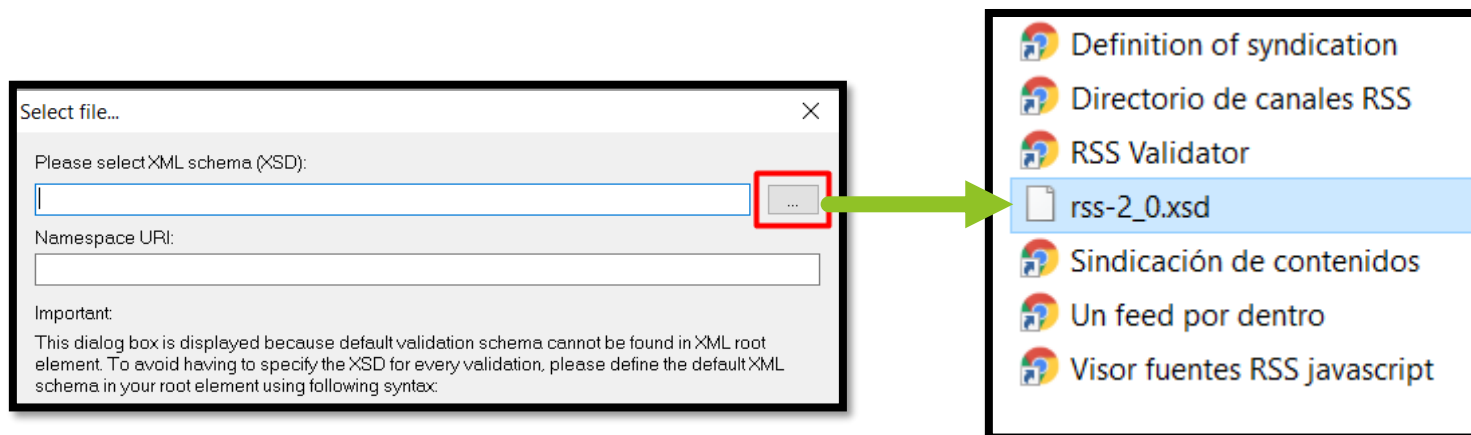 Select file...
Please select XML schema (XSD):
...
Namespace URI:
Important:
This dialog box is displayed because default validation schema cannot be found in XML root
element. To avoid having to specify the XSD for every validation, please define the default XML
schema in your root element using following syntax:
Definition of syndication
Directorio de canales RSS
RSS Validator
rss-2_0.xsd
Sindicación de contenidos
Un feed por dentro
Visor fuentes RSS javascript